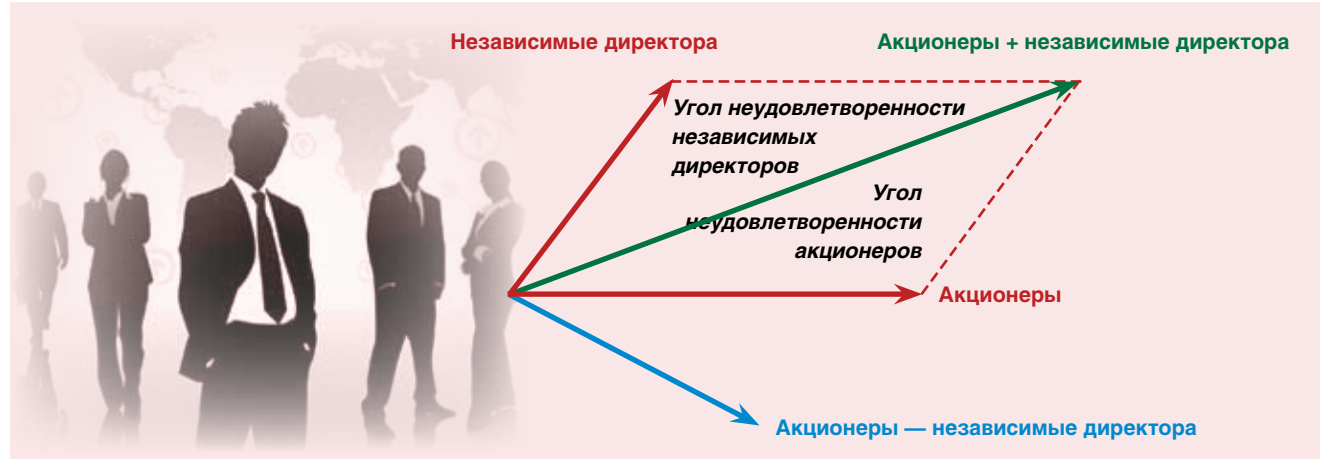 Независимые директора
Акционеры + независимые директора
Угол неудовлетворенности
независимых
директоров
Угол
неудовлетворенности
акционеров
Акционеры
Акционеры — независимые директора